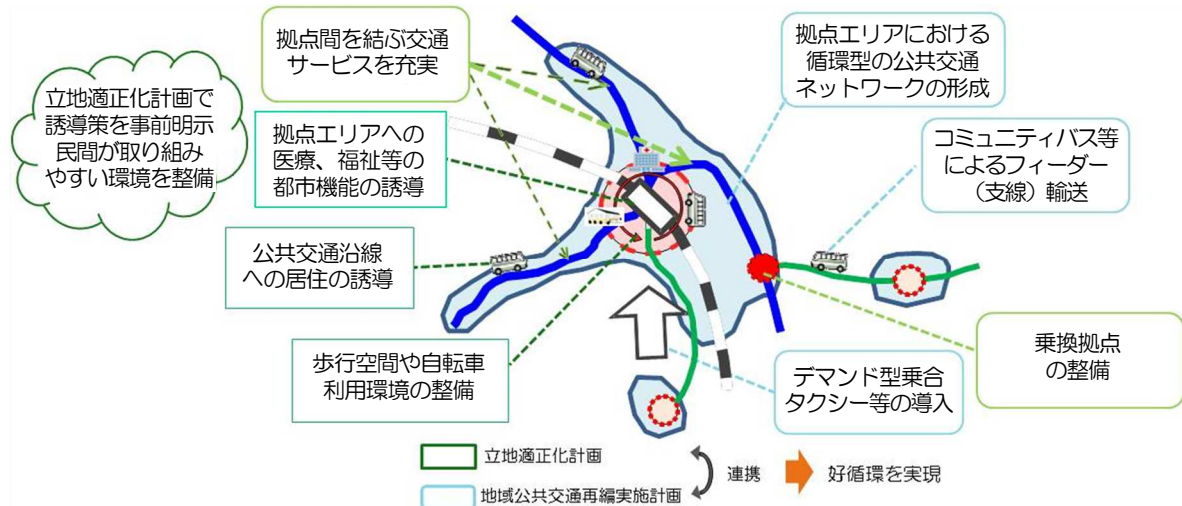 立地適正化計画で
誘導策を事前明示
民間が取り組み
やすい環境を整備
拠点間を結ぶ交通
サービスを充実
拠点エリアへの
医療、福祉等の
都市機能の誘導
公共交通沿線
への居住の誘導
歩行空間や自転車
利用環境の整備
拠点エリアにおける
循環型の公共交通
ネットワークの形成
コミュニティバス等
によるフィーダー
（支線）輸送
乗換拠点
の整備
デマンド型乗合
タクシー等の導入
立地適正化計画
地域公共交通再編実施計画
連携
好循環を実現